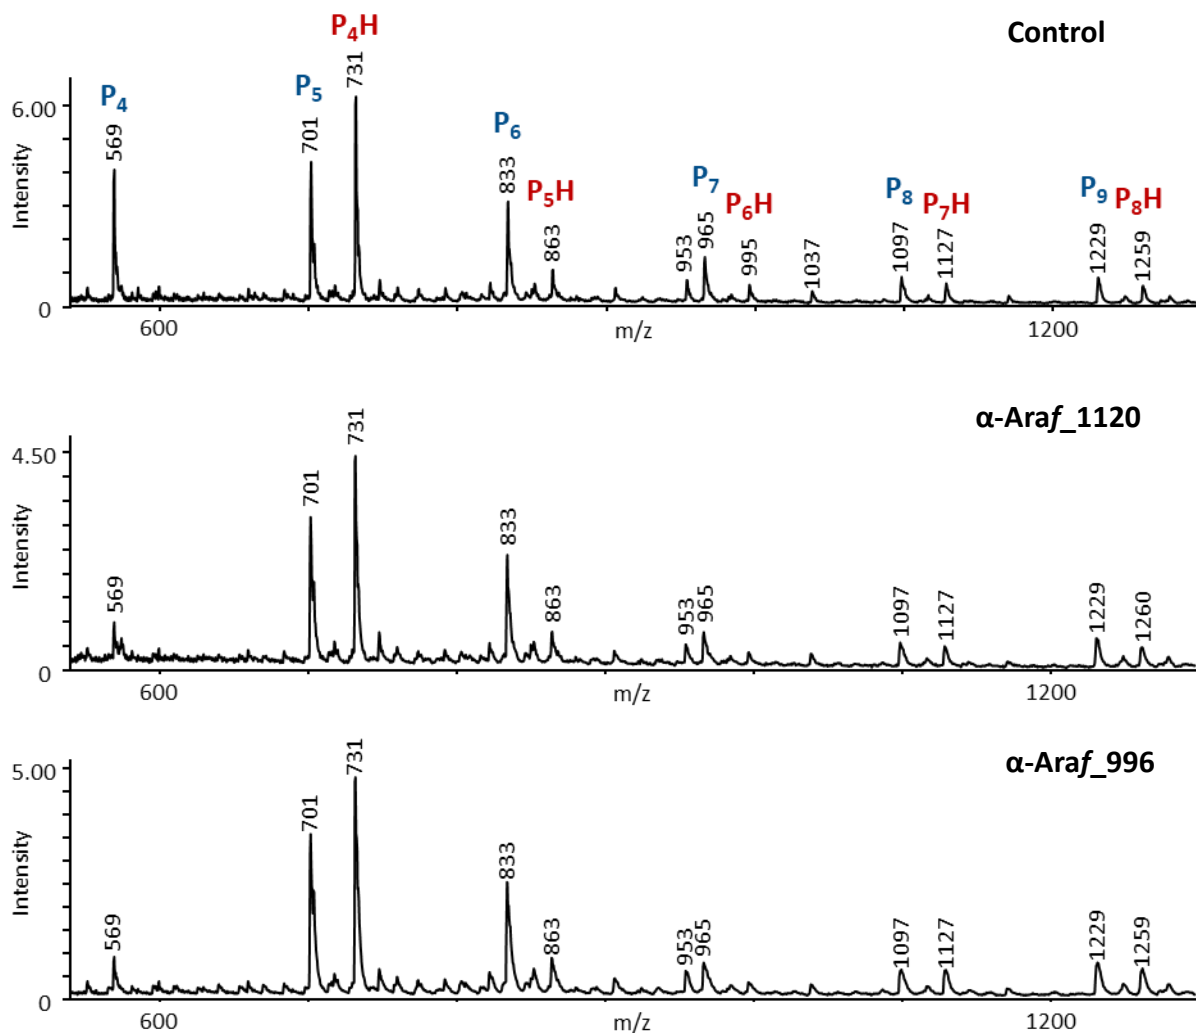 Control
P₄H
P₄
P₅
P₆
P₅H
P₇
P₆H
P₈
P₇H
P₉
P₈H
569
701
731
833
863
953
965
995
1037
1097
1127
1229
1259
Intensity
6.00
0
600
m/z
1200
α-Araf_1120
569
701
731
833
863
953
965
1097
1127
1229
1260
Intensity
4.50
0
600
m/z
1200
α-Araf_996
569
701
731
833
863
953
965
1097
1127
1229
1259
Intensity
5.00
0
600
m/z
1200